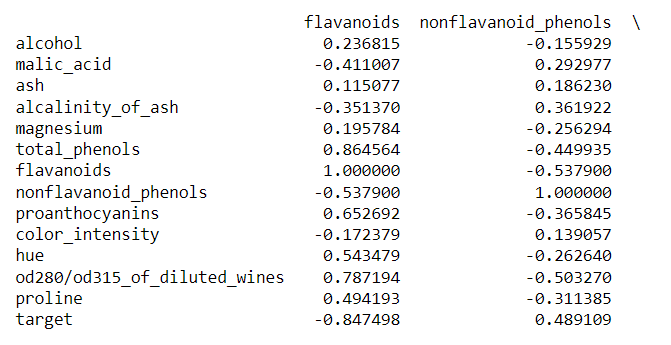 flavanoids nonflavanoid_phenols \
alcohol 0.236815 -0.155929
malic_acid -0.411007 0.292977
ash 0.115077 0.186230
alcalinity_of_ash -0.351370 0.361922
magnesium 0.195784 -0.256294
total_phenols 0.864564 -0.449935
flavanoids 1.000000 -0.537900
nonflavanoid_phenols -0.537900 1.000000
proanthocyanins 0.652692 -0.365845
color_intensity -0.172379 0.139057
hue 0.543479 -0.262640
od280/od315_of_diluted_wines 0.787194 -0.503270
proline 0.494193 -0.311385
target -0.847498 0.489109